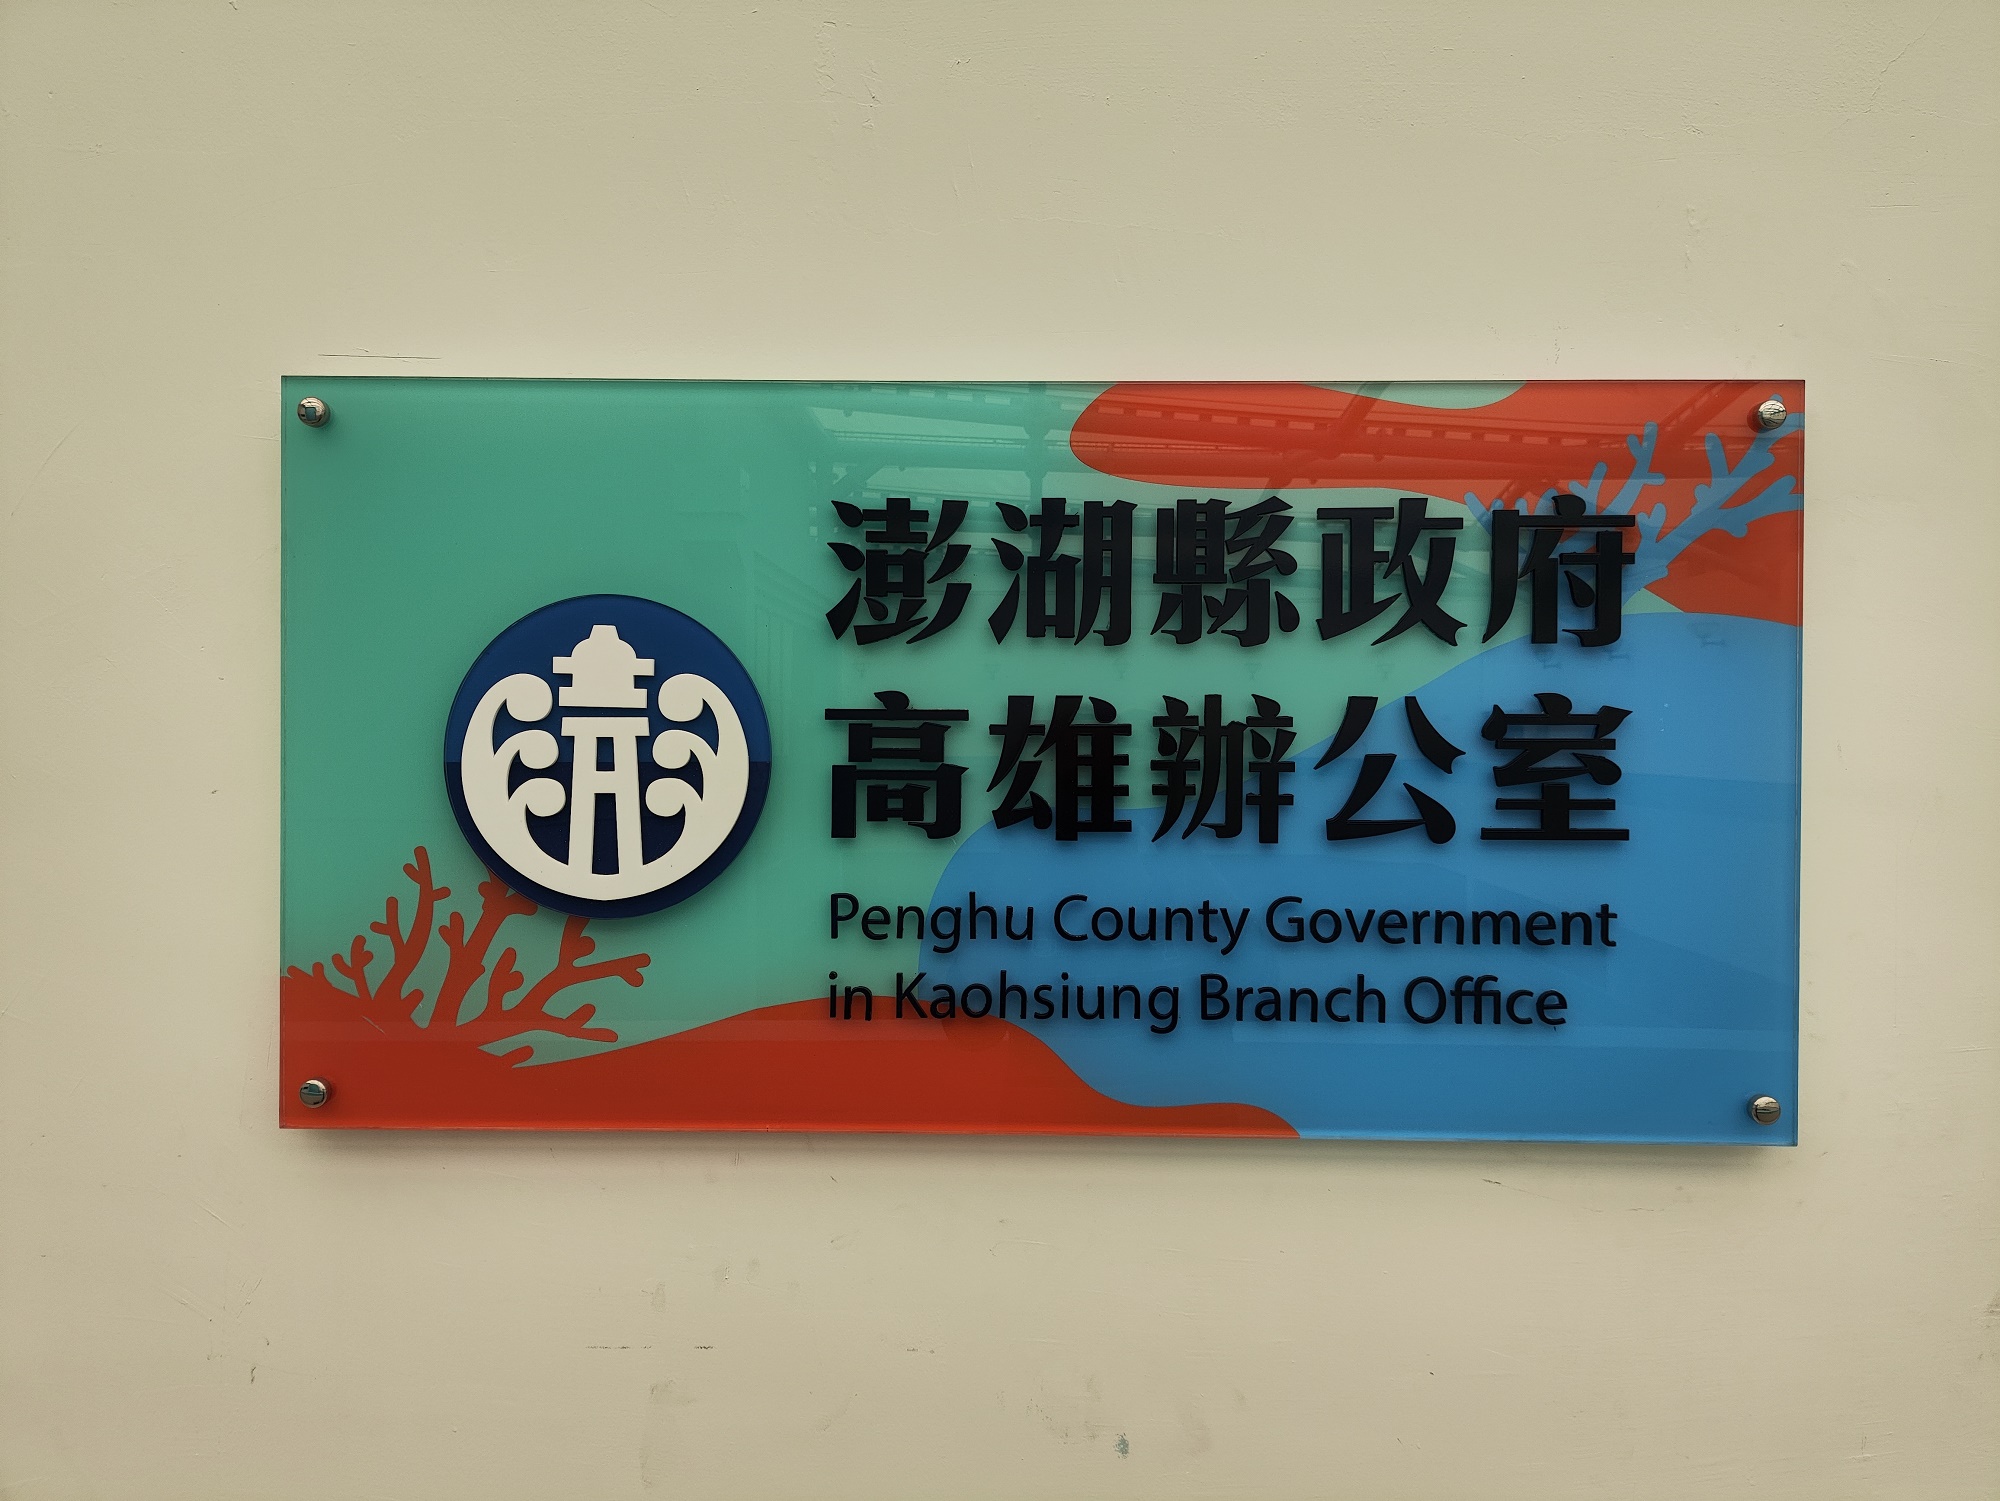 澎湖縣政府
高雄辦公室
Penghu County Government
in Kaohsiung Branch Office